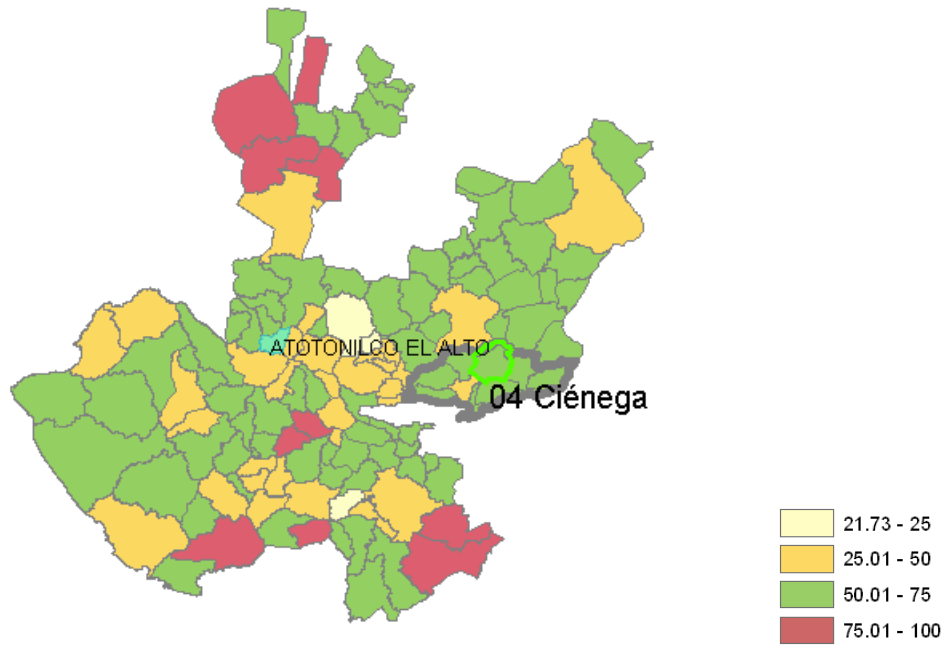 ATOTONILCO EL ALTO
04 Ciénega
21.73 - 25
25.01 - 50
50.01 - 75
75.01 - 100